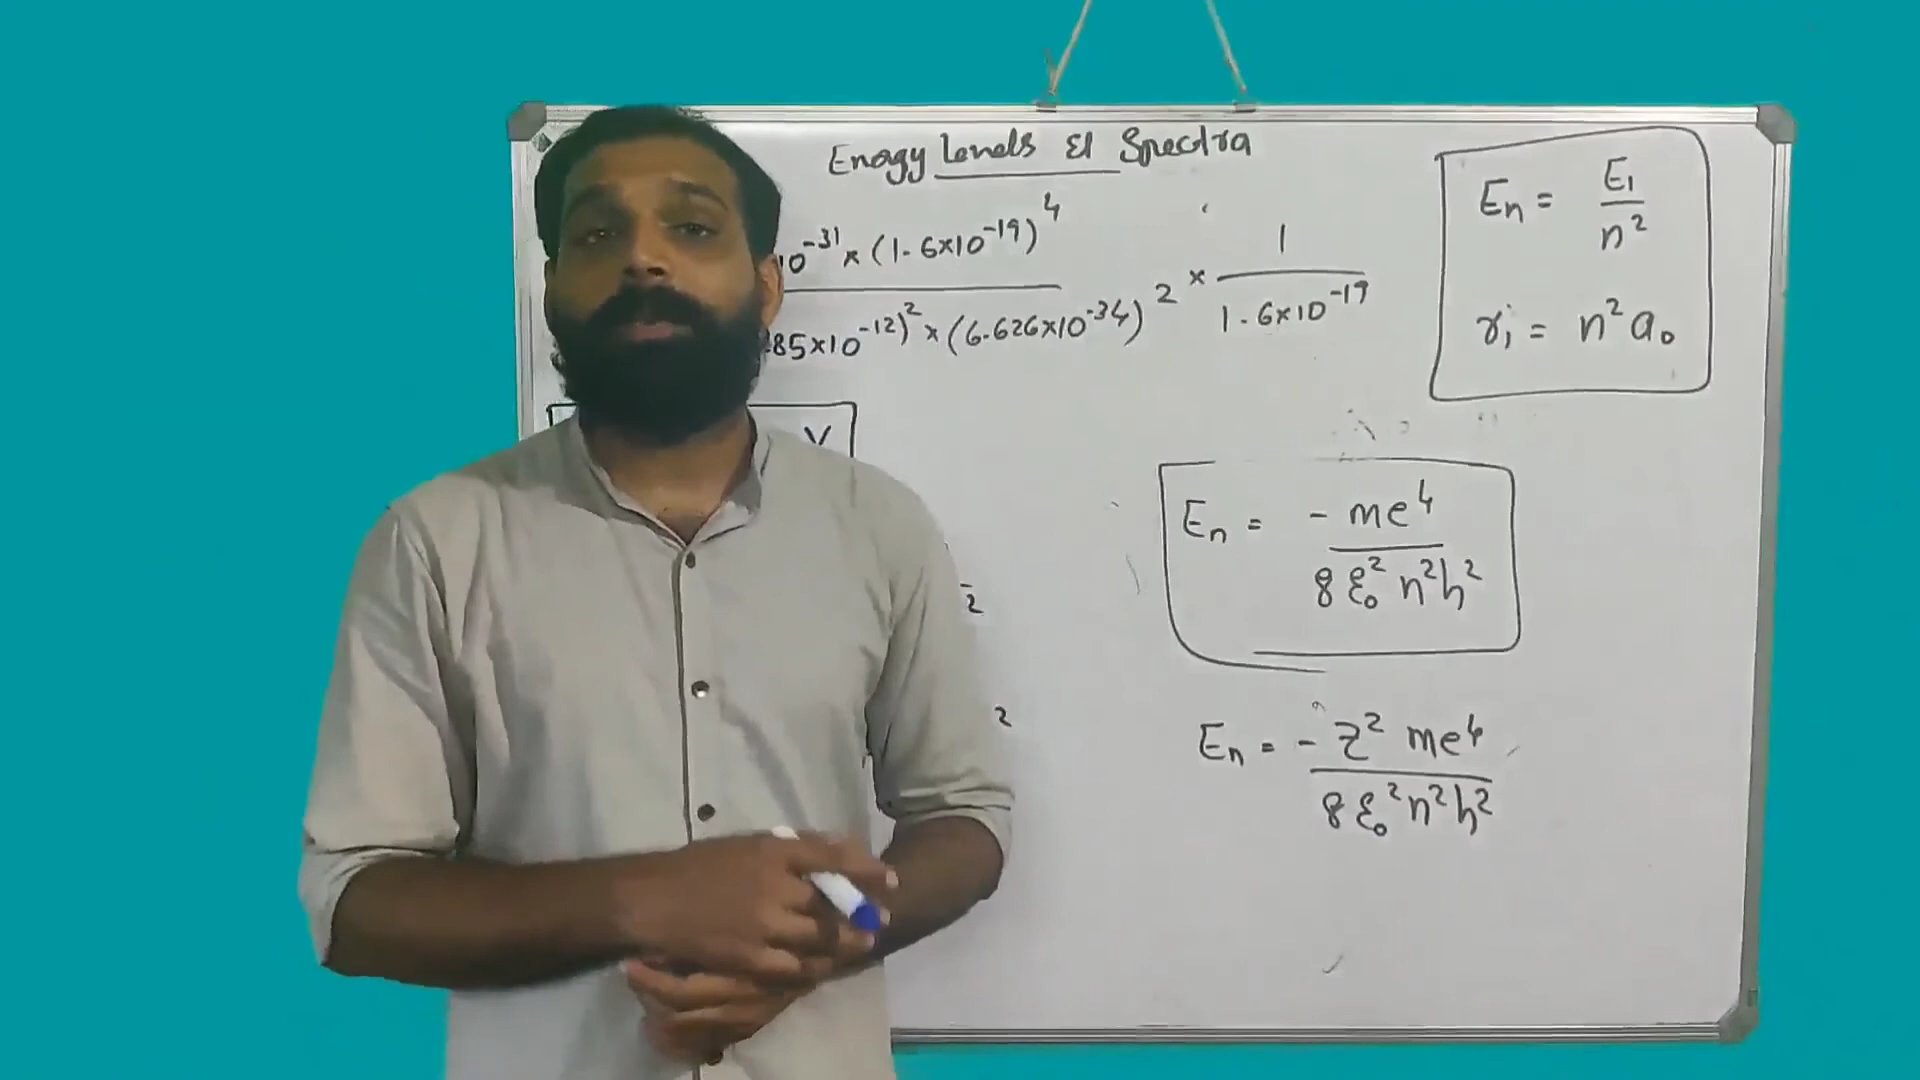 Energy Levels & Spectra
10⁻³¹ × (1.6×10⁻¹⁹)⁴
85×10⁻¹²)² × (6.626×10⁻³⁴)² × 1 / 1.6×10⁻¹⁹
V
2
2
En = E₁ / n²
rᵢ = n² a₀
En = - me⁴ / 8 ε₀² n² h²
En = - Z² me⁴ / 8 ε₀² n² h²